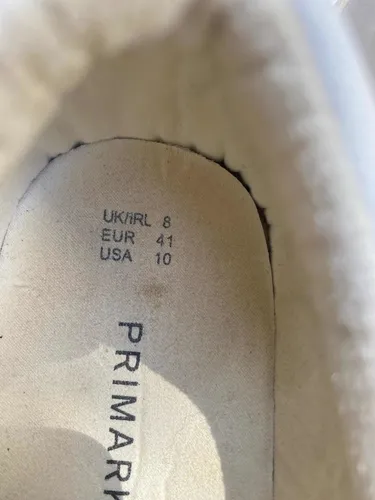 UK/IRL 8
EUR 41
USA 10
PRIMARK